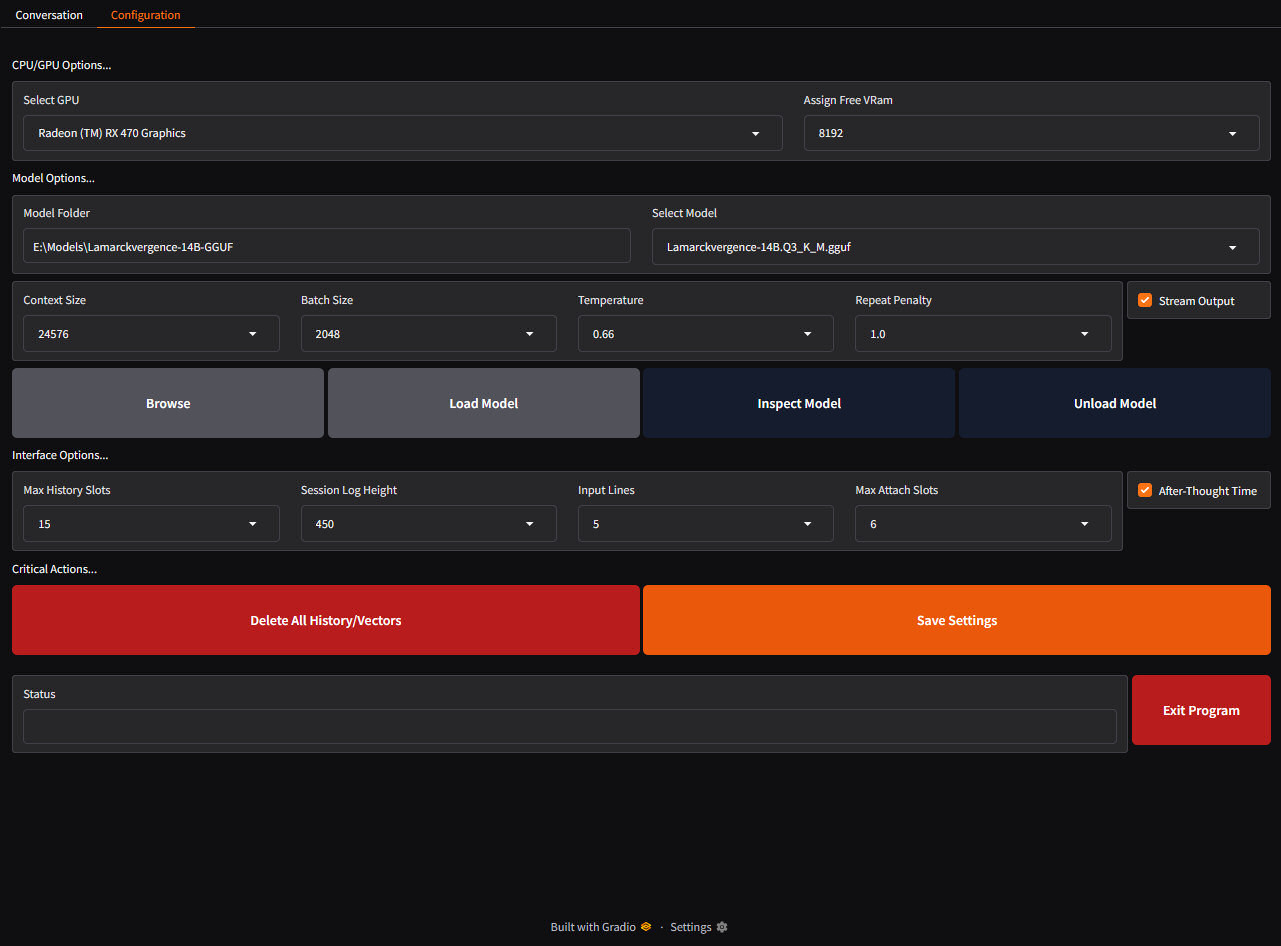 Conversation Configuration
CPU/GPU Options...
Select GPU Assign Free VRam
Radeon (TM) RX 470 Graphics 8192
Model Options...
Model Folder Select Model
E:\Models\Lamarckvergence-14B-GGUF Lamarckvergence-14B.Q3_K_M.gguf
Context Size Batch Size Temperature Repeat Penalty Stream Output
24576 2048 0.66 1.0
Browse Load Model Inspect Model Unload Model
Interface Options...
Max History Slots Session Log Height Input Lines Max Attach Slots After-Thought Time
15 450 5 6
Critical Actions...
Delete All History/Vectors Save Settings
Status Exit Program
Built with Gradio · Settings